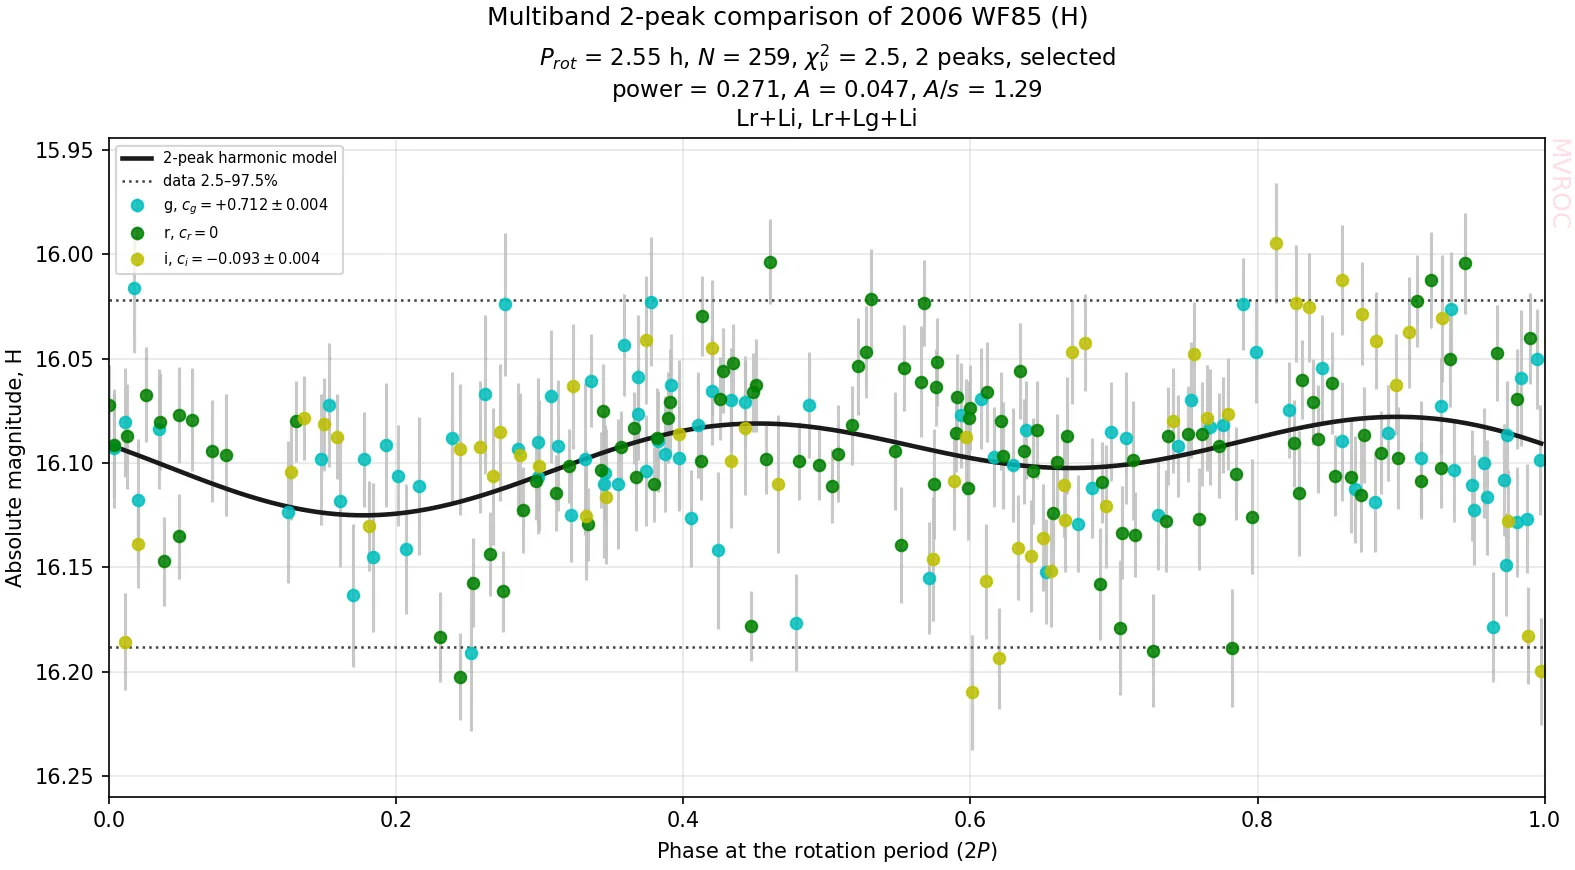 Multiband 2-peak comparison of 2006 WF85 (H)
P_rot = 2.55 h, N = 259, χ²_ν = 2.5, 2 peaks, selected
power = 0.271, A = 0.047, A/s = 1.29
Lr+Li, Lr+Lg+Li
2-peak harmonic model
data 2.5–97.5%
g, c_g = +0.712 ± 0.004
r, c_r = 0
i, c_i = −0.093 ± 0.004
MVROC
Absolute magnitude, H
15.95
16.00
16.05
16.10
16.15
16.20
16.25
0.0
0.2
0.4
0.6
0.8
1.0
Phase at the rotation period (2P)